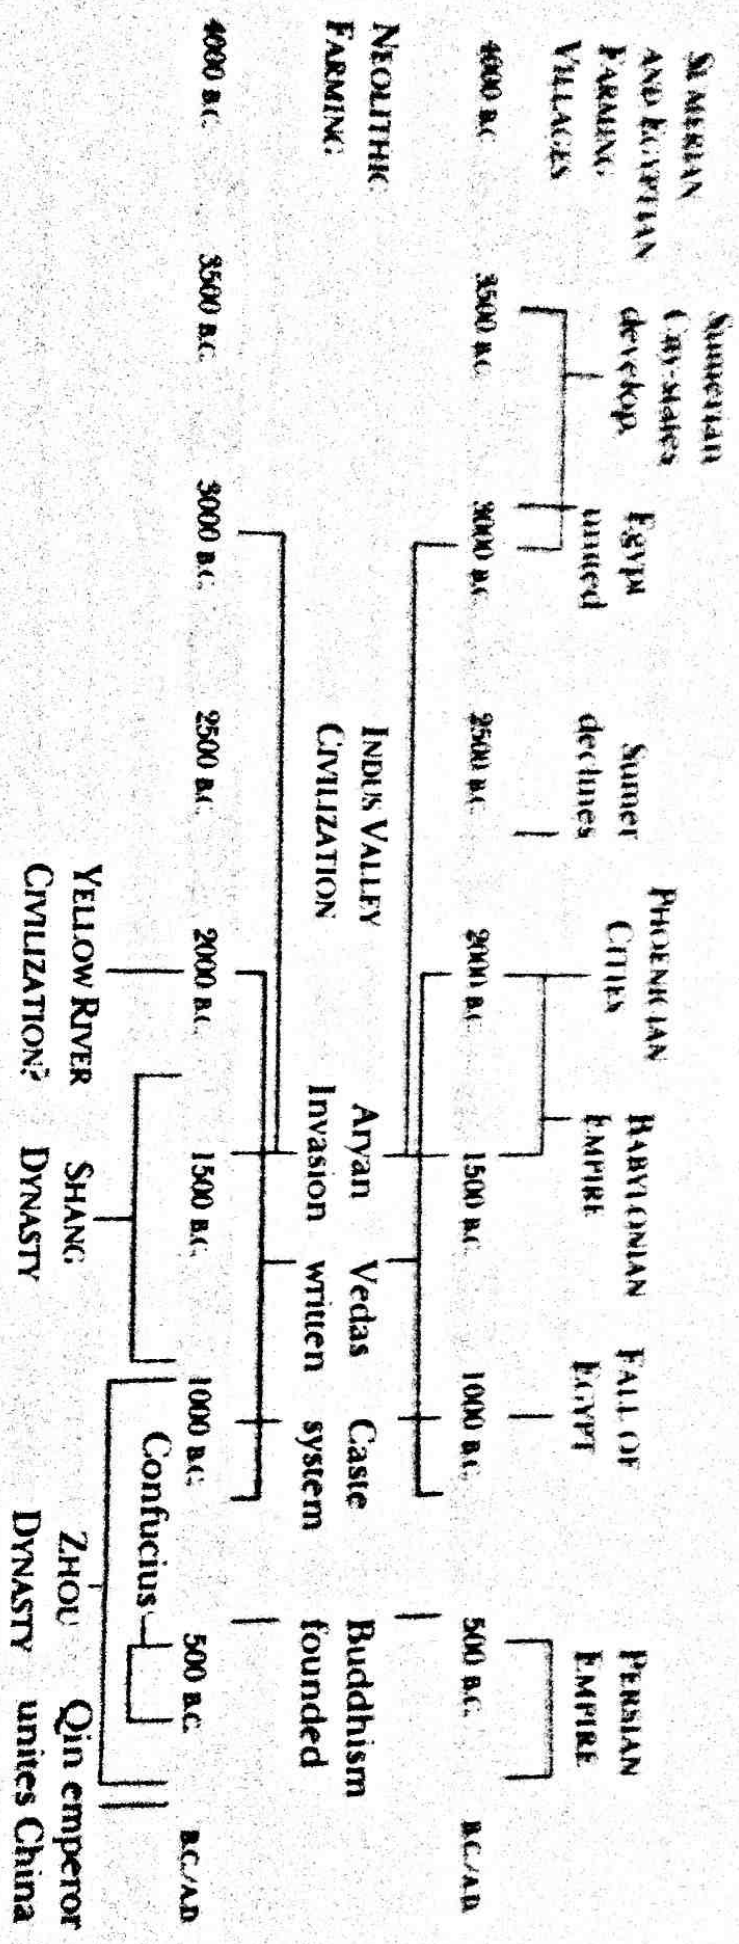 SUMERIAN
AND EGYPTIAN
FARMING
VILLAGES
Sumerian
City-states
develop
Egypt
united
Sumer
declines
PHOENICIAN
CITIES
BABYLONIAN
EMPIRE
FALL OF
EGYPT
PERSIAN
EMPIRE
4000 B.C. 3500 B.C. 3000 B.C. 2500 B.C. 2000 B.C. 1500 B.C. 1000 B.C. 500 B.C. B.C./A.D.
NEOLITHIC
FARMING
INDUS VALLEY
CIVILIZATION
Aryan
Invasion
Vedas
written
Caste
system
Buddhism
founded
4000 B.C. 3500 B.C. 3000 B.C. 2500 B.C. 2000 B.C. 1500 B.C. 1000 B.C. 500 B.C. B.C./A.D.
Confucius
YELLOW RIVER
CIVILIZATION?
SHANG
DYNASTY
ZHOU
DYNASTY
Qin emperor
unites China